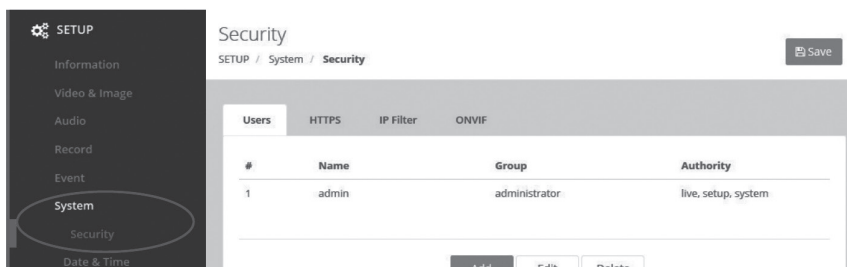 SETUP
Information
Video & Image
Audio
Record
Event
System
Security
Date & Time
Security
SETUP / System / Security
Save
Users HTTPS IP Filter ONVIF
# Name Group Authority
1 admin administrator live, setup, system
Add Edit Delete